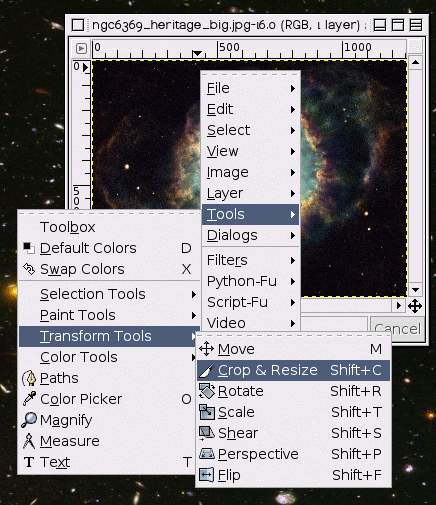 ngc6369_heritage_big.jpg-16.0 (RGB, 1 layer)
0 500 1000
0
5
0
File
Edit
Select
View
Image
Layer
Tools
Dialogs
Filters
Python-Fu
Script-Fu
Video
Cancel
Toolbox
Default Colors D
Swap Colors X
Selection Tools
Paint Tools
Transform Tools
Color Tools
Paths
Color Picker O
Magnify
Measure
Text T
Move M
Crop & Resize Shift+C
Rotate Shift+R
Scale Shift+T
Shear Shift+S
Perspective Shift+P
Flip Shift+F